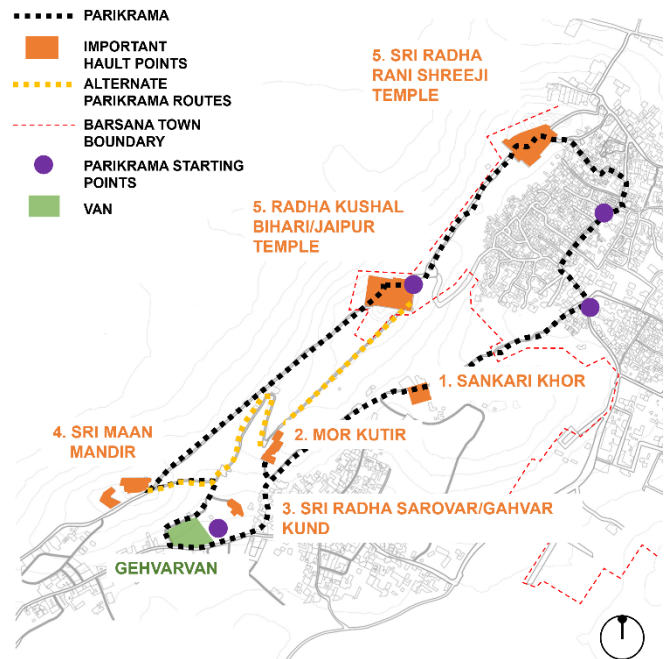 PARIKRAMA
IMPORTANT
HAULT POINTS
ALTERNATE
PARIKRAMA ROUTES
BARSANA TOWN
BOUNDARY
PARIKRAMA STARTING
POINTS
VAN
5. SRI RADHA
RANI SHREEJI
TEMPLE
5. RADHA KUSHAL
BIHARI/JAIPUR
TEMPLE
1. SANKARI KHOR
2. MOR KUTIR
4. SRI MAAN
MANDIR
3. SRI RADHA SAROVAR/GAHVAR
KUND
GEHVARVAN